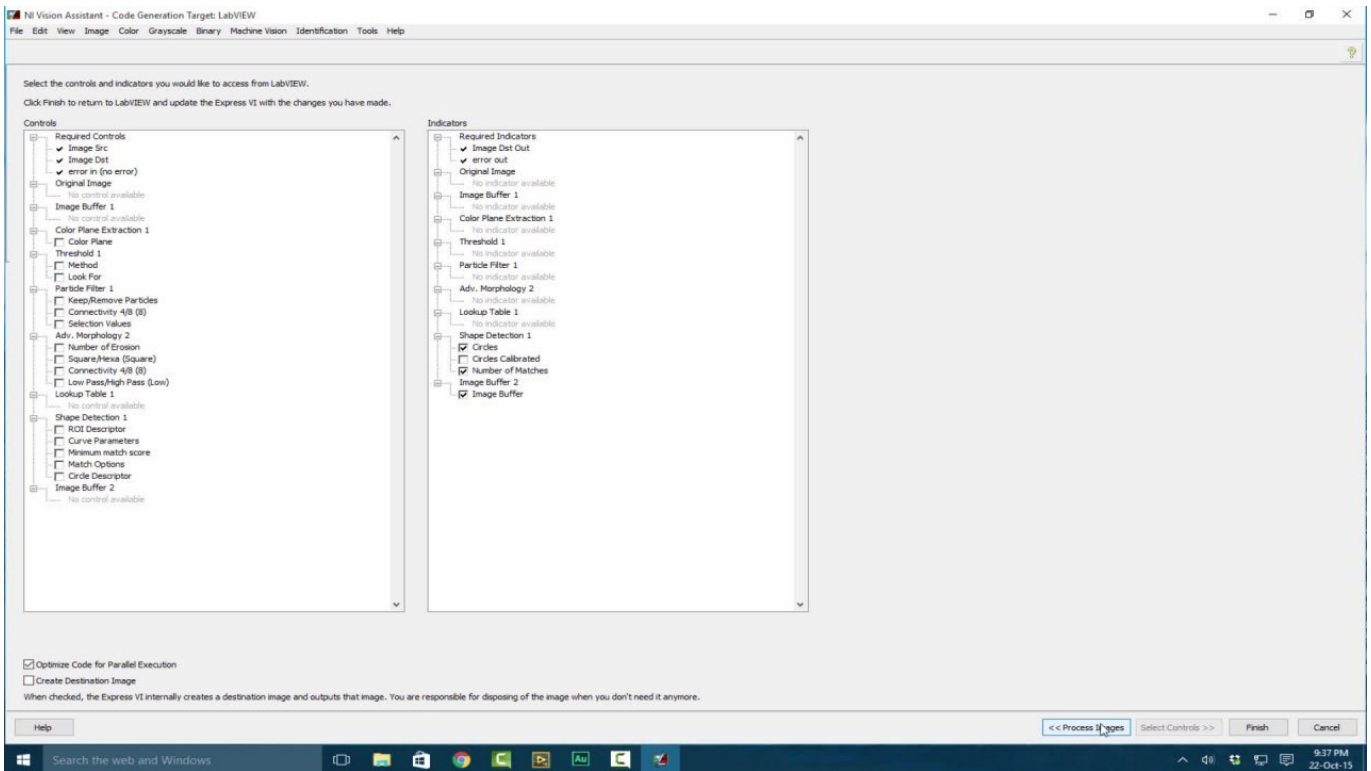 NI Vision Assistant - Code Generation Target: LabVIEW
File Edit View Image Color Grayscale Binary Machine Vision Identification Tools Help
Select the controls and indicators you would like to access from LabVIEW.
Click Finish to return to LabVIEW and update the Express VI with the changes you have made.
Controls
Required Controls
Image Src
Image Dst
error in (no error)
Original Image
No control available
Image Buffer 1
No control available
Color Plane Extraction 1
Color Plane
Threshold 1
Method
Look For
Particle Filter 1
Keep/Remove Particles
Connectivity 4/8 (8)
Selection Values
Adv. Morphology 2
Number of Erosion
Square/Hexa (Square)
Connectivity 4/8 (8)
Low Pass/High Pass (Low)
Lookup Table 1
No control available
Shape Detection 1
ROI Descriptor
Curve Parameters
Minimum match score
Match Options
Circle Descriptor
Image Buffer 2
No control available
Indicators
Required Indicators
Image Dst Out
error out
Original Image
No indicator available
Image Buffer 1
No indicator available
Color Plane Extraction 1
No indicator available
Threshold 1
No indicator available
Particle Filter 1
No indicator available
Adv. Morphology 2
No indicator available
Lookup Table 1
No indicator available
Shape Detection 1
Circles
Circles Calibrated
Number of Matches
Image Buffer 2
Image Buffer
Optimize Code for Parallel Execution
Create Destination Image
When checked, the Express VI internally creates a destination image and outputs that image. You are responsible for disposing of the image when you don't need it anymore.
Help
<< Process Images
Select Controls >>
Finish
Cancel
Search the web and Windows
Au
9:37 PM
22-Oct-15